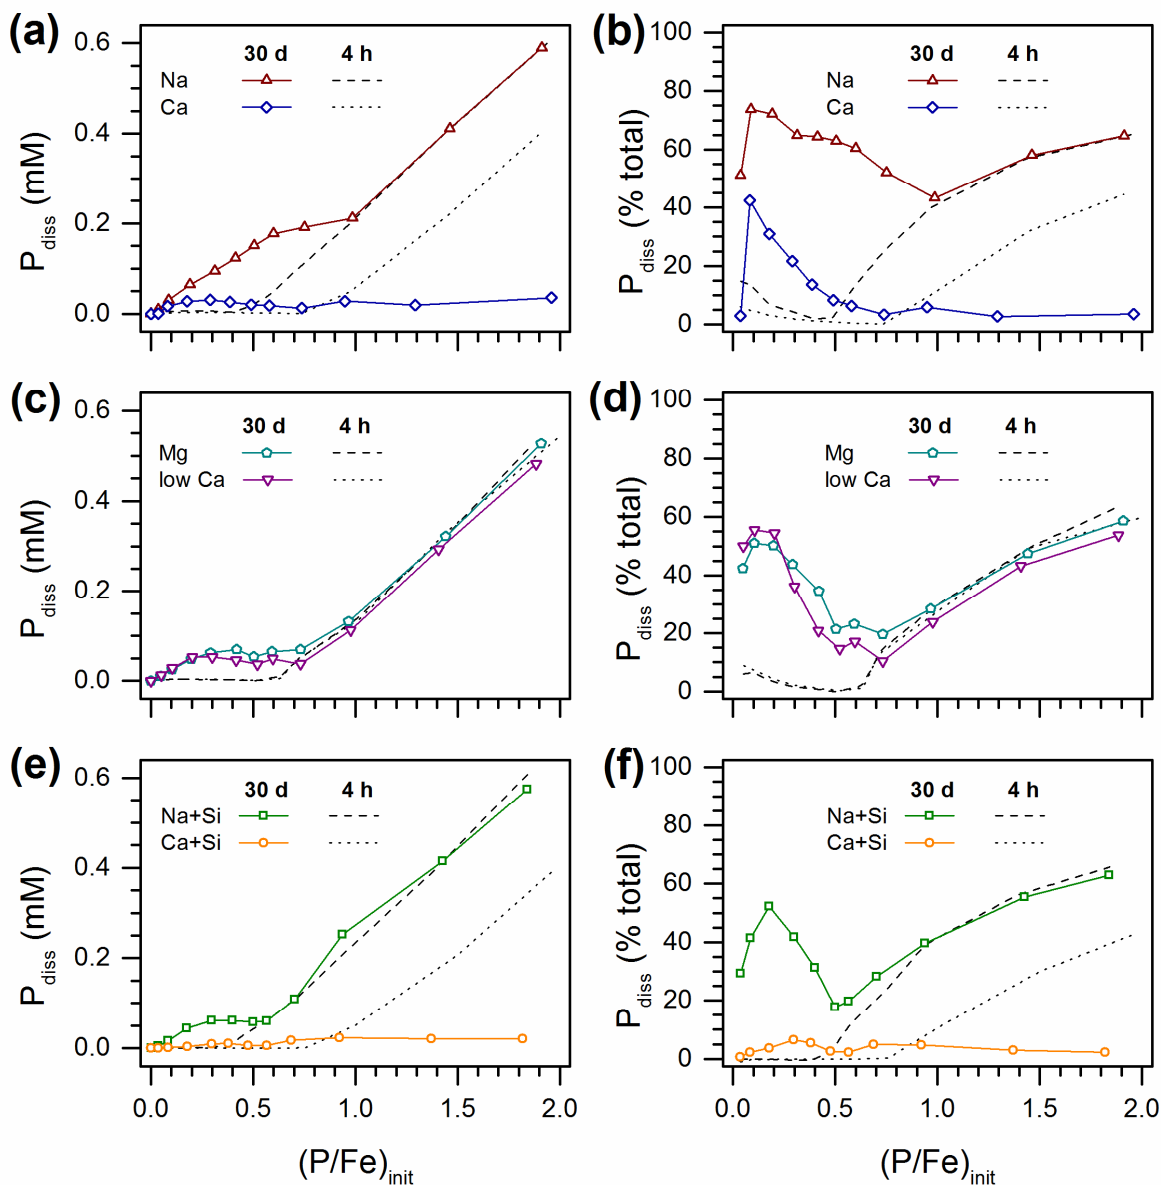 (a)
0.6
0.4
0.2
0.0
P_diss (mM)
30 d 4 h
Na
Ca
(b)
100
80
60
40
20
0
P_diss (% total)
30 d 4 h
Na
Ca
(c)
0.6
0.4
0.2
0.0
P_diss (mM)
30 d 4 h
Mg
low Ca
(d)
100
80
60
40
20
0
P_diss (% total)
30 d 4 h
Mg
low Ca
(e)
0.6
0.4
0.2
0.0
P_diss (mM)
30 d 4 h
Na+Si
Ca+Si
0.0 0.5 1.0 1.5 2.0
(P/Fe)_init
(f)
100
80
60
40
20
0
P_diss (% total)
30 d 4 h
Na+Si
Ca+Si
0.0 0.5 1.0 1.5 2.0
(P/Fe)_init